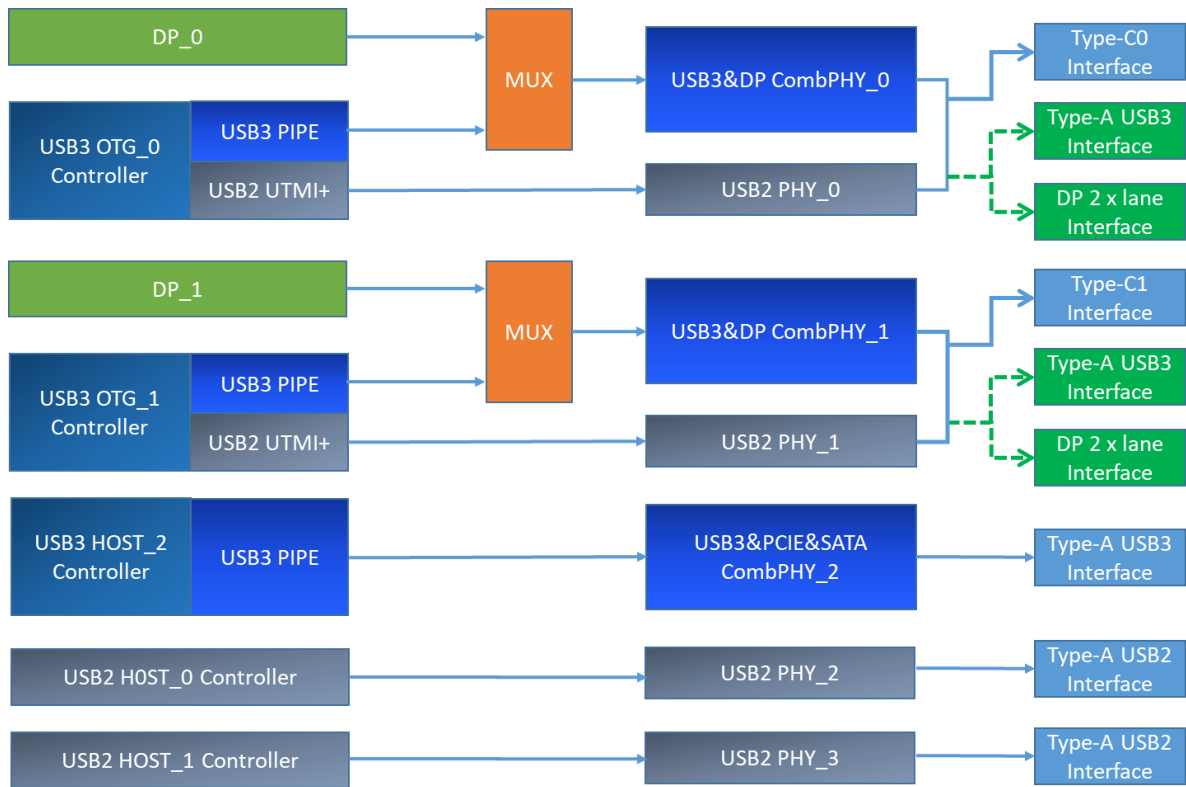 DP_0
MUX
USB3&DP CombPHY_0
Type-C0
Interface
USB3 OTG_0
Controller
USB3 PIPE
USB2 UTMI+
USB2 PHY_0
Type-A USB3
Interface
DP 2 x lane
Interface
DP_1
MUX
USB3&DP CombPHY_1
Type-C1
Interface
USB3 OTG_1
Controller
USB3 PIPE
USB2 UTMI+
USB2 PHY_1
Type-A USB3
Interface
DP 2 x lane
Interface
USB3 HOST_2
Controller
USB3 PIPE
USB3&PCIE&SATA
CombPHY_2
Type-A USB3
Interface
USB2 H0ST_0 Controller
USB2 PHY_2
Type-A USB2
Interface
USB2 HOST_1 Controller
USB2 PHY_3
Type-A USB2
Interface